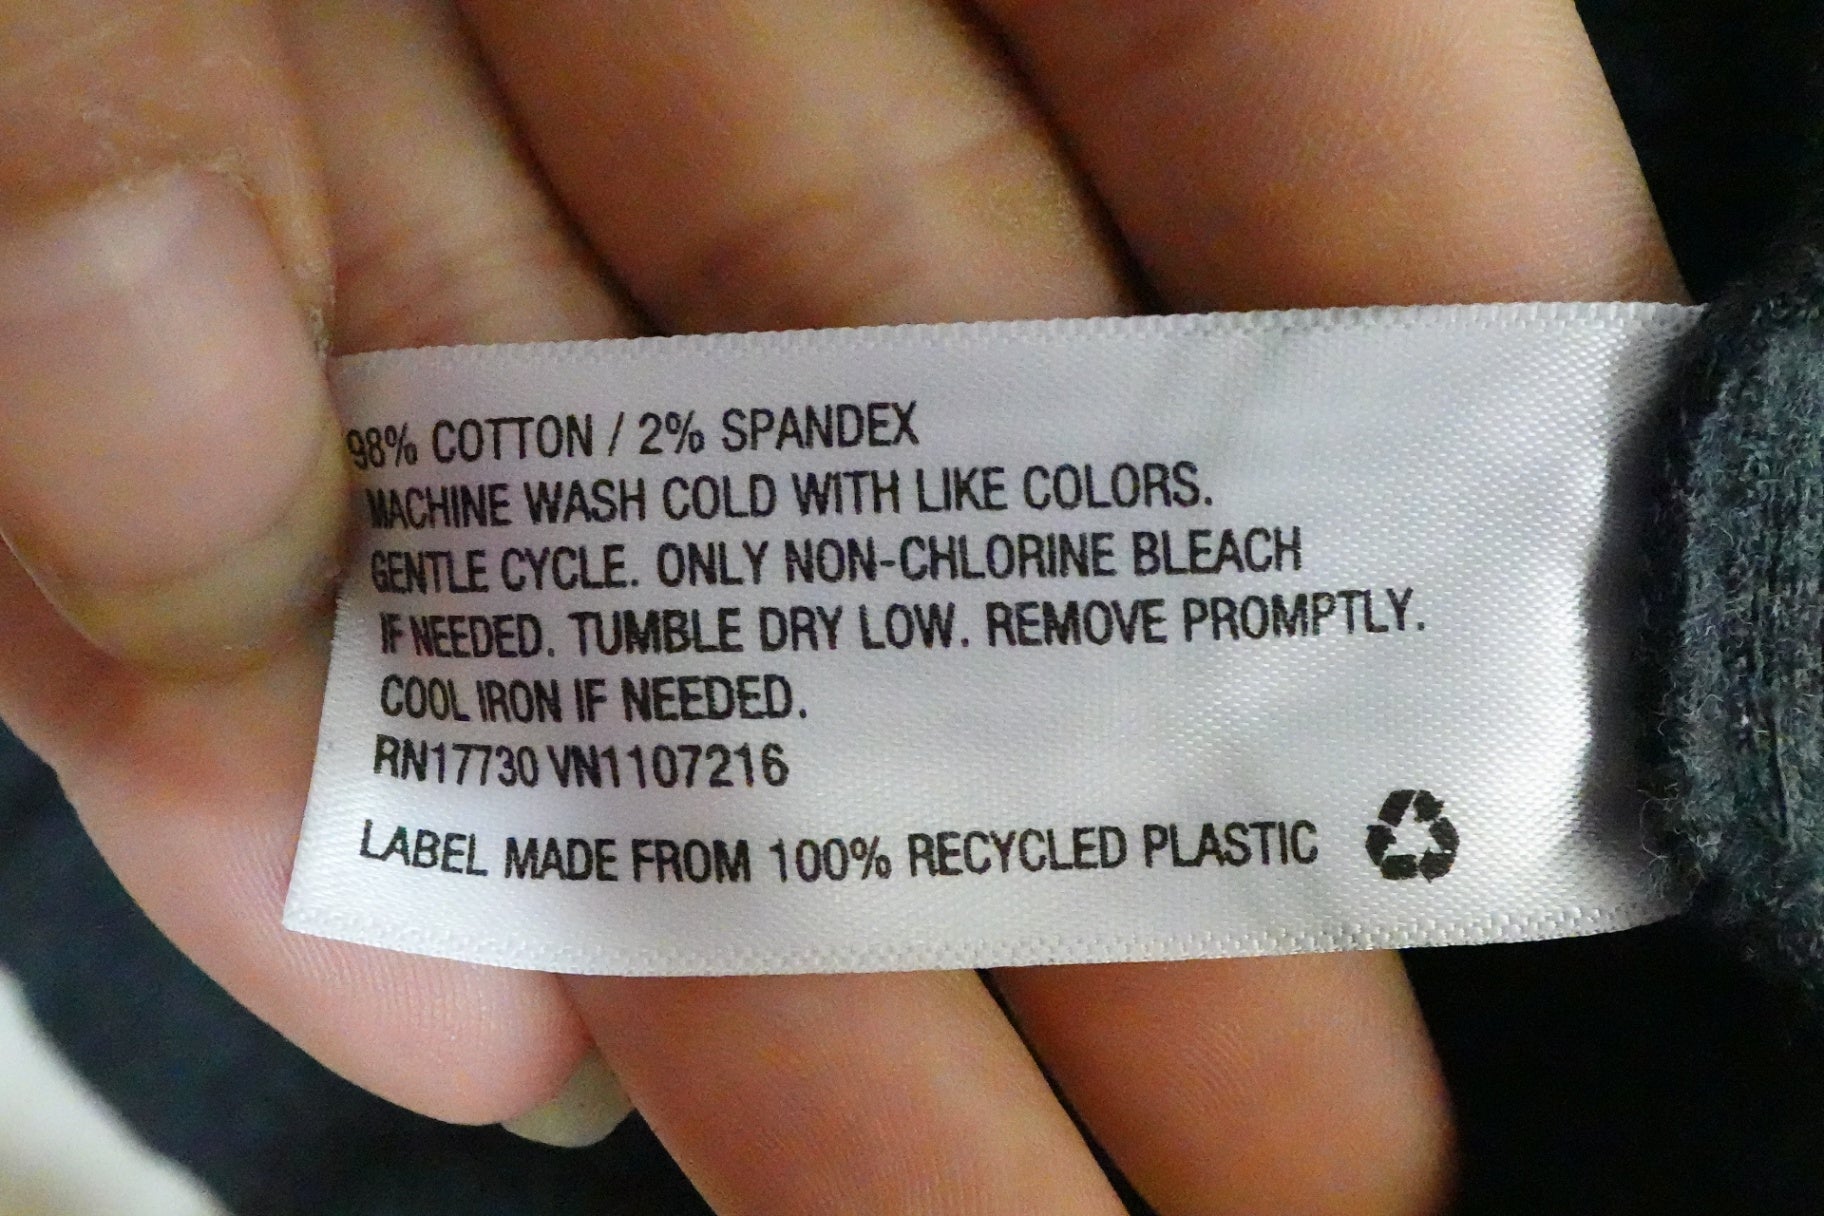 98% COTTON / 2% SPANDEX
MACHINE WASH COLD WITH LIKE COLORS.
GENTLE CYCLE. ONLY NON-CHLORINE BLEACH
IF NEEDED. TUMBLE DRY LOW. REMOVE PROMPTLY.
COOL IRON IF NEEDED.
RN17730 VN1107216
LABEL MADE FROM 100% RECYCLED PLASTIC